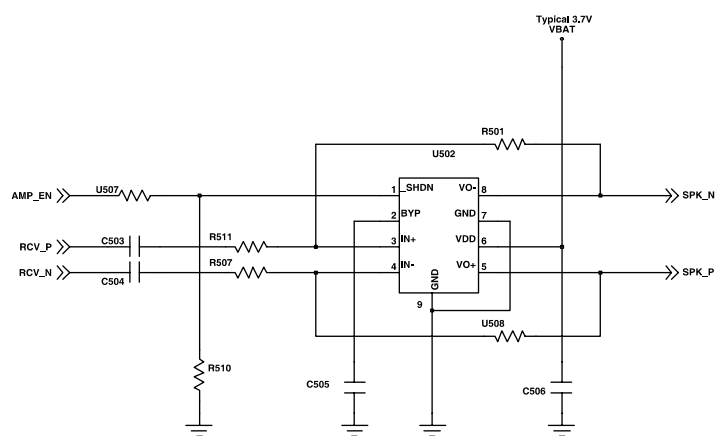 Typical 3.7V
VBAT
R501
U502
AMP_EN
U507
1
_SHDN
VO-
8
SPK_N
2
BYP
GND
7
RCV_P
C503
R511
3
IN+
VDD
6
RCV_N
C504
R507
4
IN-
VO+
5
SPK_P
GND
9
U508
R510
C505
C506